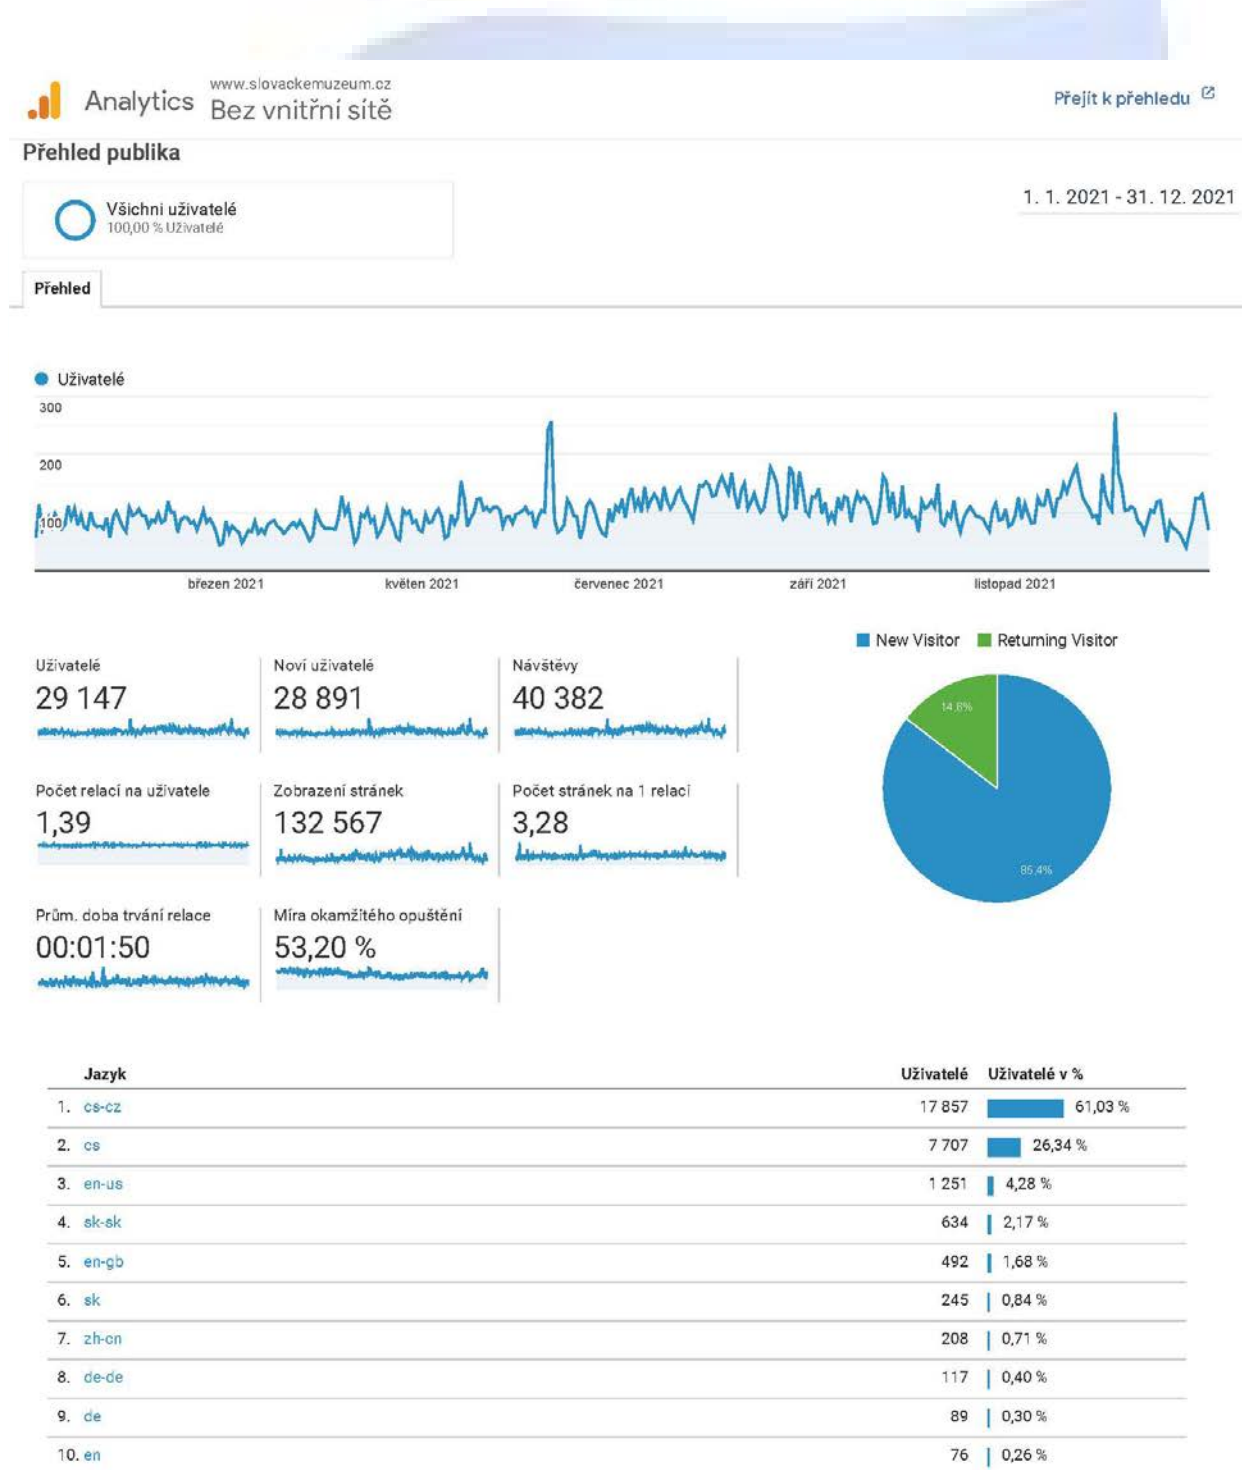 Analytics
www.slovackemuzeum.cz
Bez vnitřní sítě
Přejít k přehledu
Přehled publika
Všichni uživatelé
100,00 % Uživatelé
1. 1. 2021 - 31. 12. 2021
Přehled
Uživatelé
300
200
100
březen 2021 květen 2021 červenec 2021 září 2021 listopad 2021
New Visitor Returning Visitor
14,6%
85,4%
Uživatelé Noví uživatelé Návštěvy
29 147 28 891 40 382
Počet relací na uživatele Zobrazení stránek Počet stránek na 1 relaci
1,39 132 567 3,28
Prům. doba trvání relace Míra okamžitého opuštění
00:01:50 53,20 %
Jazyk Uživatelé Uživatelé v %
1. cs-cz 17 857 61,03 %
2. cs 7 707 26,34 %
3. en-us 1 251 4,28 %
4. sk-sk 634 2,17 %
5. en-gb 492 1,68 %
6. sk 245 0,84 %
7. zh-cn 208 0,71 %
8. de-de 117 0,40 %
9. de 89 0,30 %
10. en 76 0,26 %